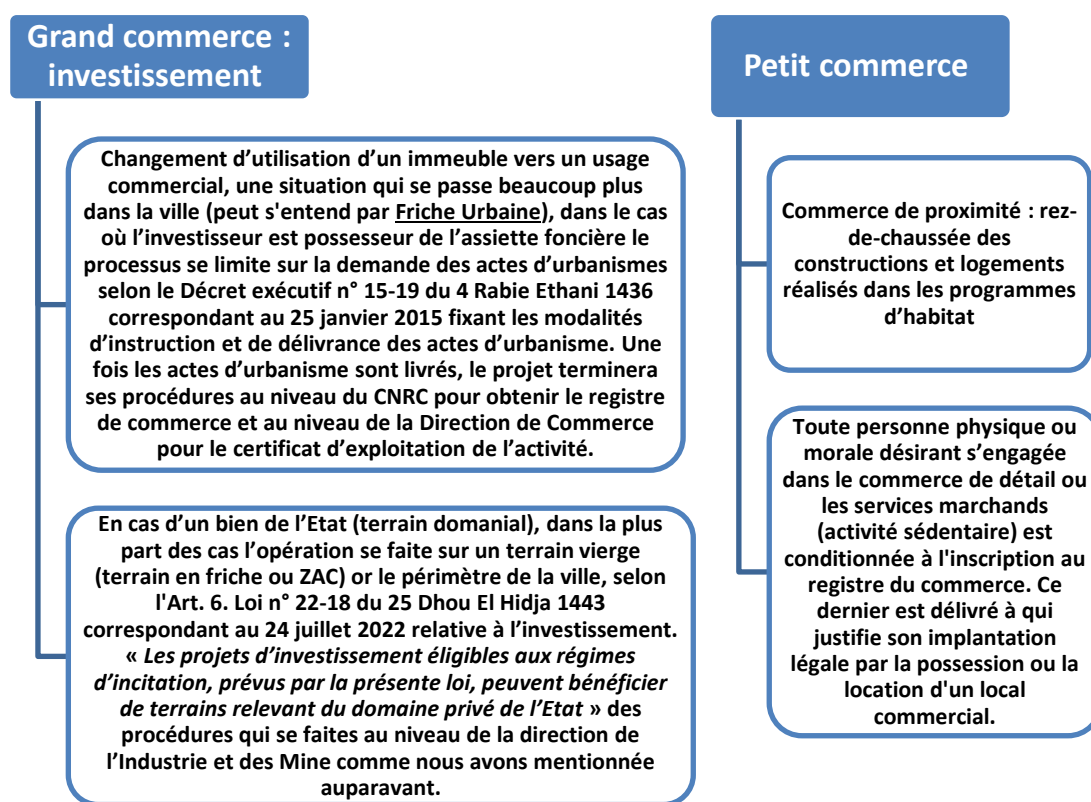 Grand commerce :
investissement
Changement d’utilisation d’un immeuble vers un usage
commercial, une situation qui se passe beaucoup plus
dans la ville (peut s'entend par Friche Urbaine), dans le cas
où l’investisseur est possesseur de l’assiette foncière le
processus se limite sur la demande des actes d’urbanismes
selon le Décret exécutif n° 15-19 du 4 Rabie Ethani 1436
correspondant au 25 janvier 2015 fixant les modalités
d’instruction et de délivrance des actes d’urbanisme. Une
fois les actes d’urbanisme sont livrés, le projet terminera
ses procédures au niveau du CNRC pour obtenir le registre
de commerce et au niveau de la Direction de Commerce
pour le certificat d’exploitation de l’activité.
En cas d’un bien de l’Etat (terrain domanial), dans la plus
part des cas l’opération se faite sur un terrain vierge
(terrain en friche ou ZAC) or le périmètre de la ville, selon
l'Art. 6. Loi n° 22-18 du 25 Dhou El Hidja 1443
correspondant au 24 juillet 2022 relative à l’investissement.
« Les projets d’investissement éligibles aux régimes
d’incitation, prévus par la présente loi, peuvent bénéficier
de terrains relevant du domaine privé de l’Etat » des
procédures qui se faites au niveau de la direction de
l’Industrie et des Mine comme nous avons mentionnée
auparavant.
Petit commerce
Commerce de proximité : rez-
de-chaussée des
constructions et logements
réalisés dans les programmes
d’habitat
Toute personne physique ou
morale désirant s’engagée
dans le commerce de détail ou
les services marchands
(activité sédentaire) est
conditionnée à l'inscription au
registre du commerce. Ce
dernier est délivré à qui
justifie son implantation
légale par la possession ou la
location d'un local
commercial.